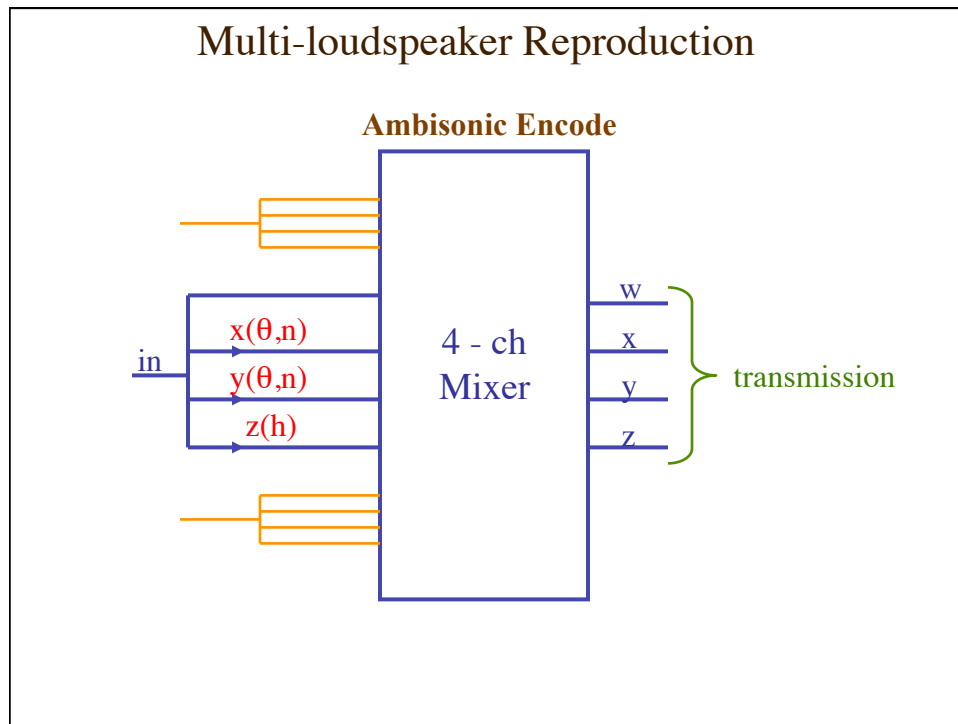 Multi-loudspeaker Reproduction
Ambisonic Encode
in
x(θ,n)
y(θ,n)
z(h)
4 - ch
Mixer
w
x
y
z
transmission